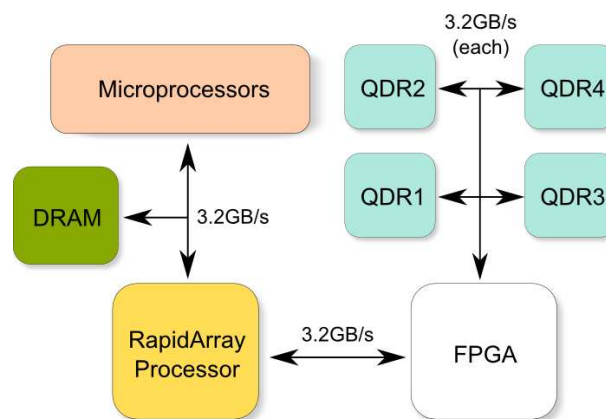 3.2GB/s
(each)
Microprocessors
QDR2
QDR4
DRAM
3.2GB/s
QDR1
QDR3
RapidArray
Processor
3.2GB/s
FPGA